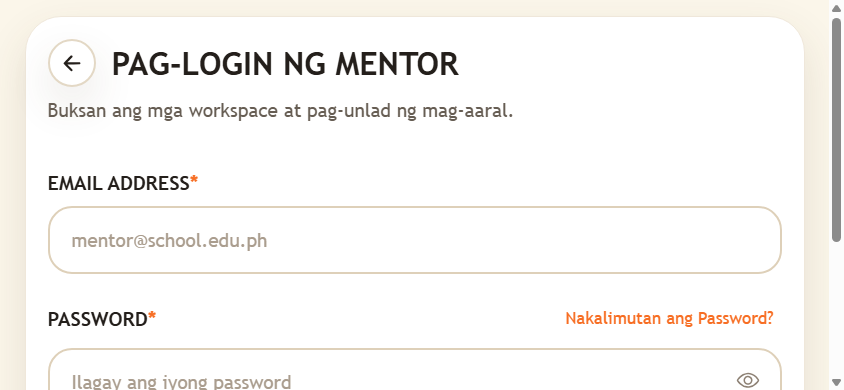 PAG-LOGIN NG MENTOR
Buksan ang mga workspace at pag-unlad ng mag-aaral.
EMAIL ADDRESS*
mentor@school.edu.ph
PASSWORD*
Nakalimutan ang Password?
Ilagay ang iyong password